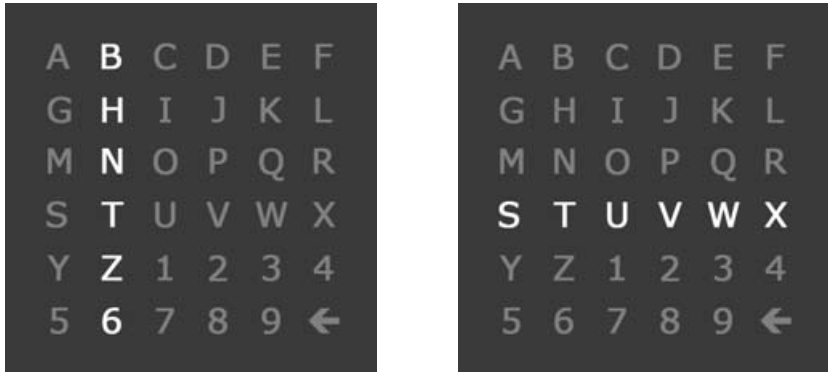 A B C D E F
G H I J K L
M N O P Q R
S T U V W X
Y Z 1 2 3 4
5 6 7 8 9 ←
A B C D E F
G H I J K L
M N O P Q R
S T U V W X
Y Z 1 2 3 4
5 6 7 8 9 ←